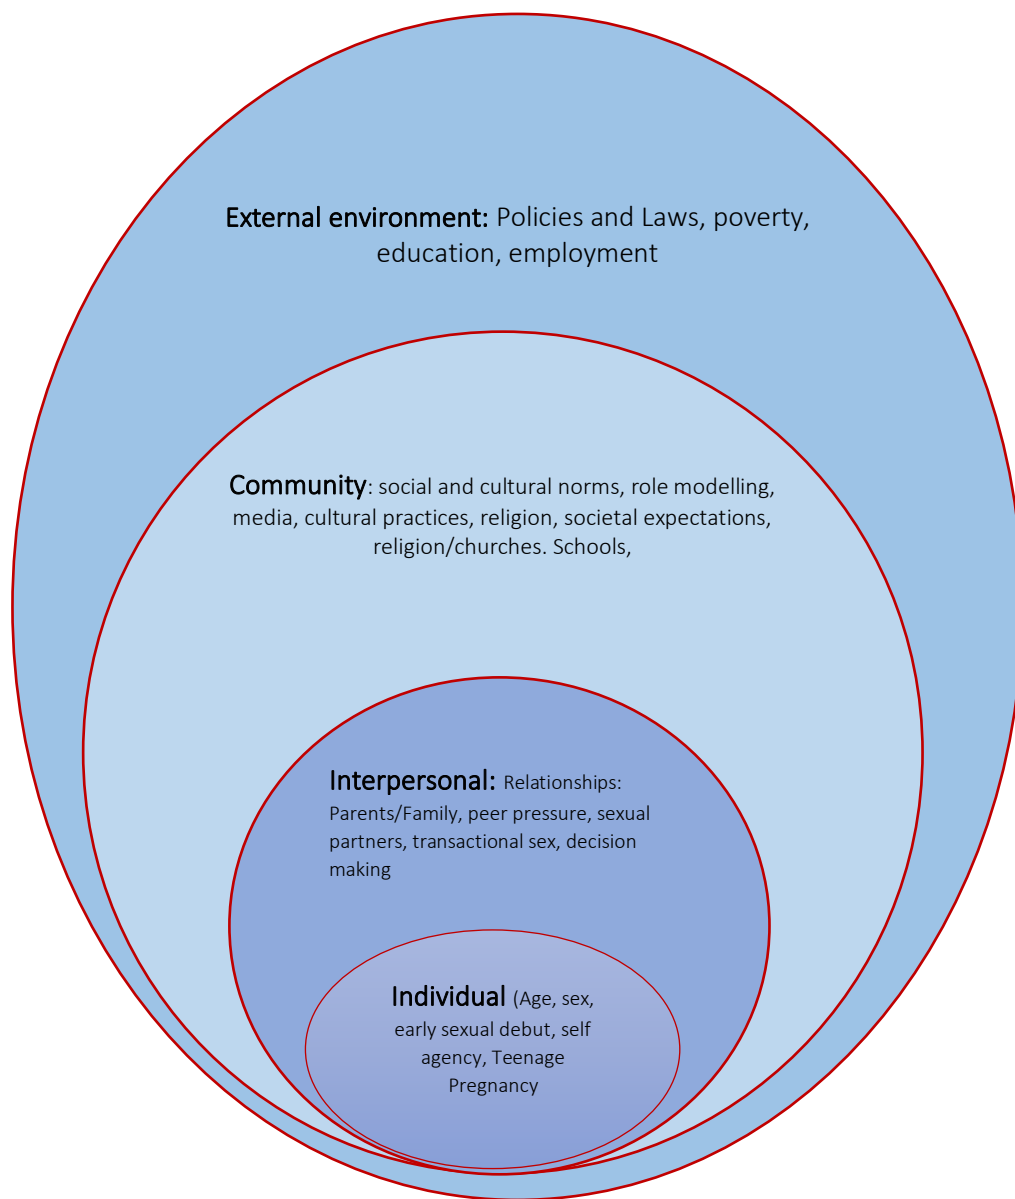 External environment: Policies and Laws, poverty,
education, employment
Community: social and cultural norms, role modelling,
media, cultural practices, religion, societal expectations,
religion/churches. Schools,
Interpersonal: Relationships:
Parents/Family, peer pressure, sexual
partners, transactional sex, decision
making
Individual (Age, sex,
early sexual debut, self
agency, Teenage
Pregnancy